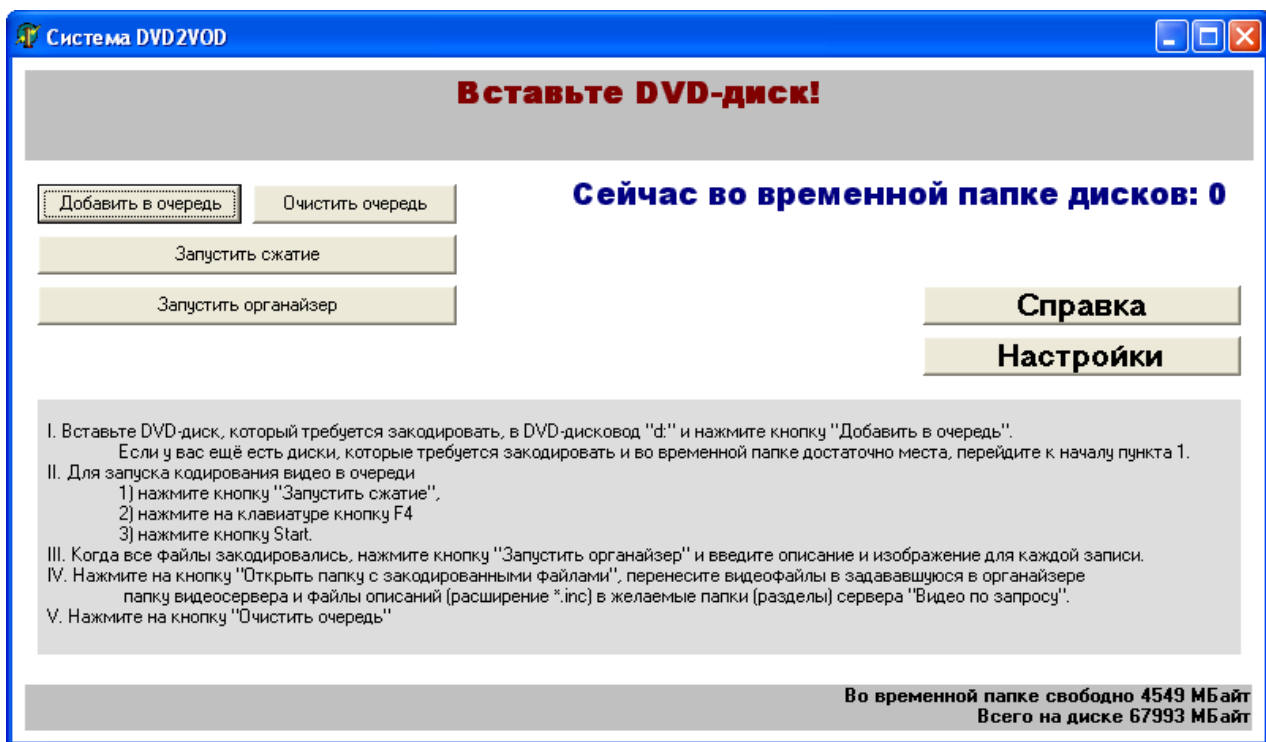 Система DVD2VOD
Вставьте DVD-диск!
Добавить в очередь
Очистить очередь
Сейчас во временной папке дисков: 0
Запустить сжатие
Запустить органайзер
Справка
Настройки
I. Вставьте DVD-диск, который требуется закодировать, в DVD-дисковод "d:" и нажмите кнопку "Добавить в очередь".
Если у вас ещё есть диски, которые требуется закодировать и во временной папке достаточно места, перейдите к началу пункта 1.
II. Для запуска кодирования видео в очереди
1) нажмите кнопку "Запустить сжатие",
2) нажмите на клавиатуре кнопку F4
3) нажмите кнопку Start.
III. Когда все файлы закодировались, нажмите кнопку "Запустить органайзер" и введите описание и изображение для каждой записи.
IV. Нажмите на кнопку "Открыть папку с закодированными файлами", перенесите видеофайлы в задававшуюся в органайзере
папку видеосервера и файлы описаний (расширение *.inc) в желаемые папки (разделы) сервера "Видео по запросу".
V. Нажмите на кнопку "Очистить очередь"
Во временной папке свободно 4549 МБайт
Всего на диске 67993 МБайт